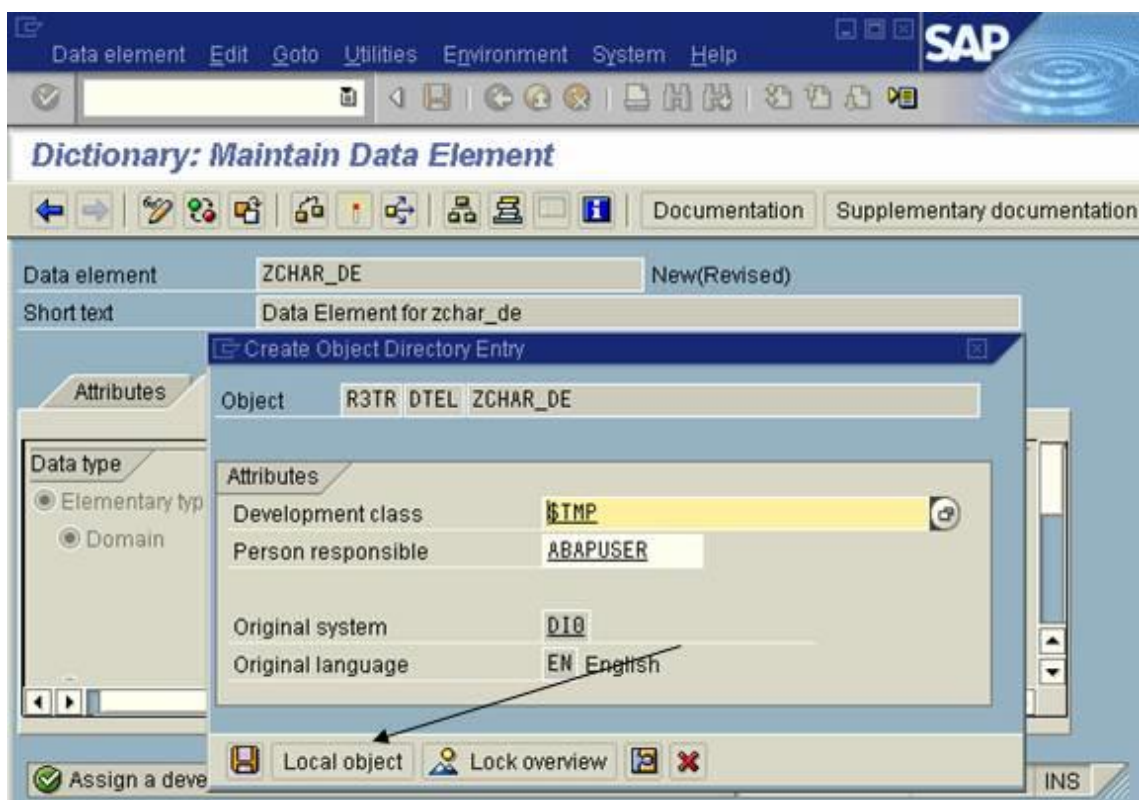 Data element Edit Goto Utilities Environment System Help
SAP
Dictionary: Maintain Data Element
Documentation Supplementary documentation
Data element ZCHAR_DE New(Revised)
Short text Data Element for zchar_de
Create Object Directory Entry
Attributes
Object R3TR DTEL ZCHAR_DE
Data type
Attributes
Elementary typ
Development class $TMP
Domain
Person responsible ABAPUSER
Original system DI0
Original language EN English
Local object Lock overview
Assign a deve
INS